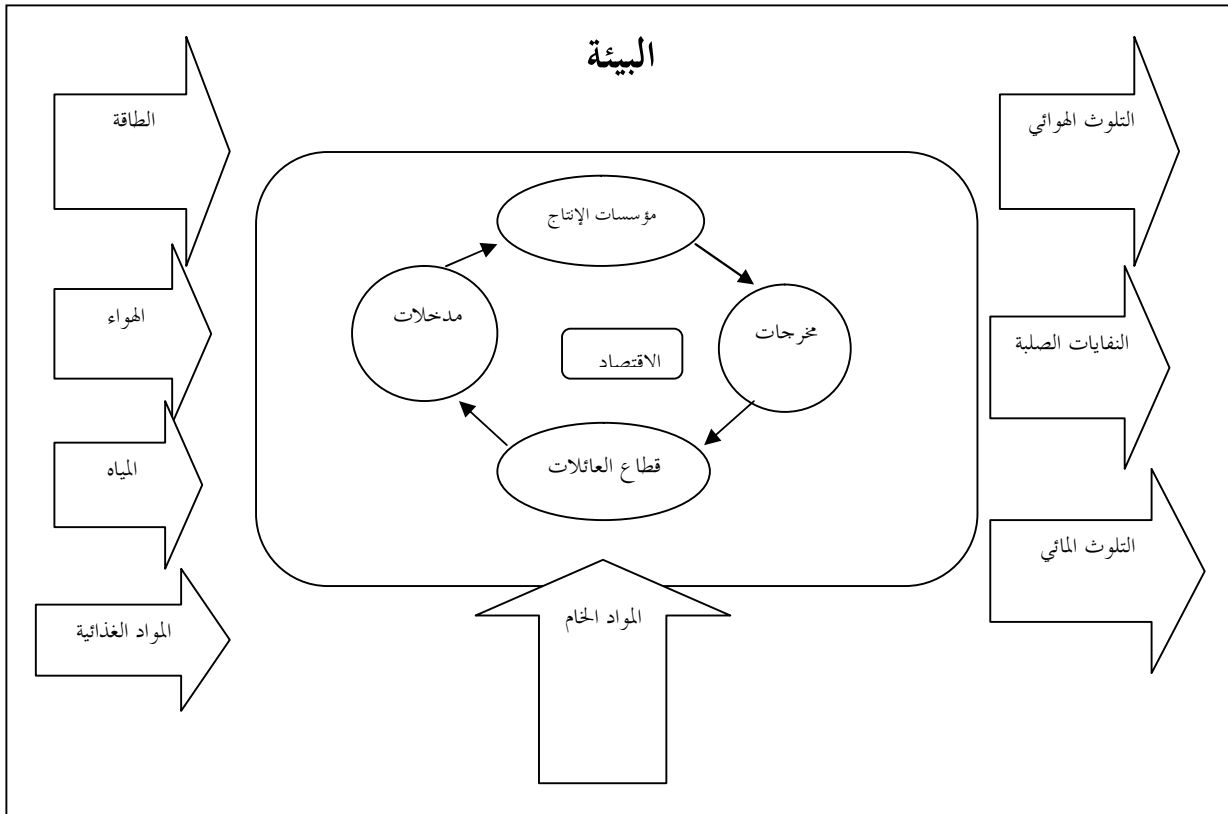 البيئة
الطاقة
التلوث الهوائي
مؤسسات الإنتاج
الهواء
مدخلات
مخرجات
النفايات الصلبة
الاقتصاد
المياه
قطاع العائلات
التلوث المائي
المواد الخام
المواد الغذائية